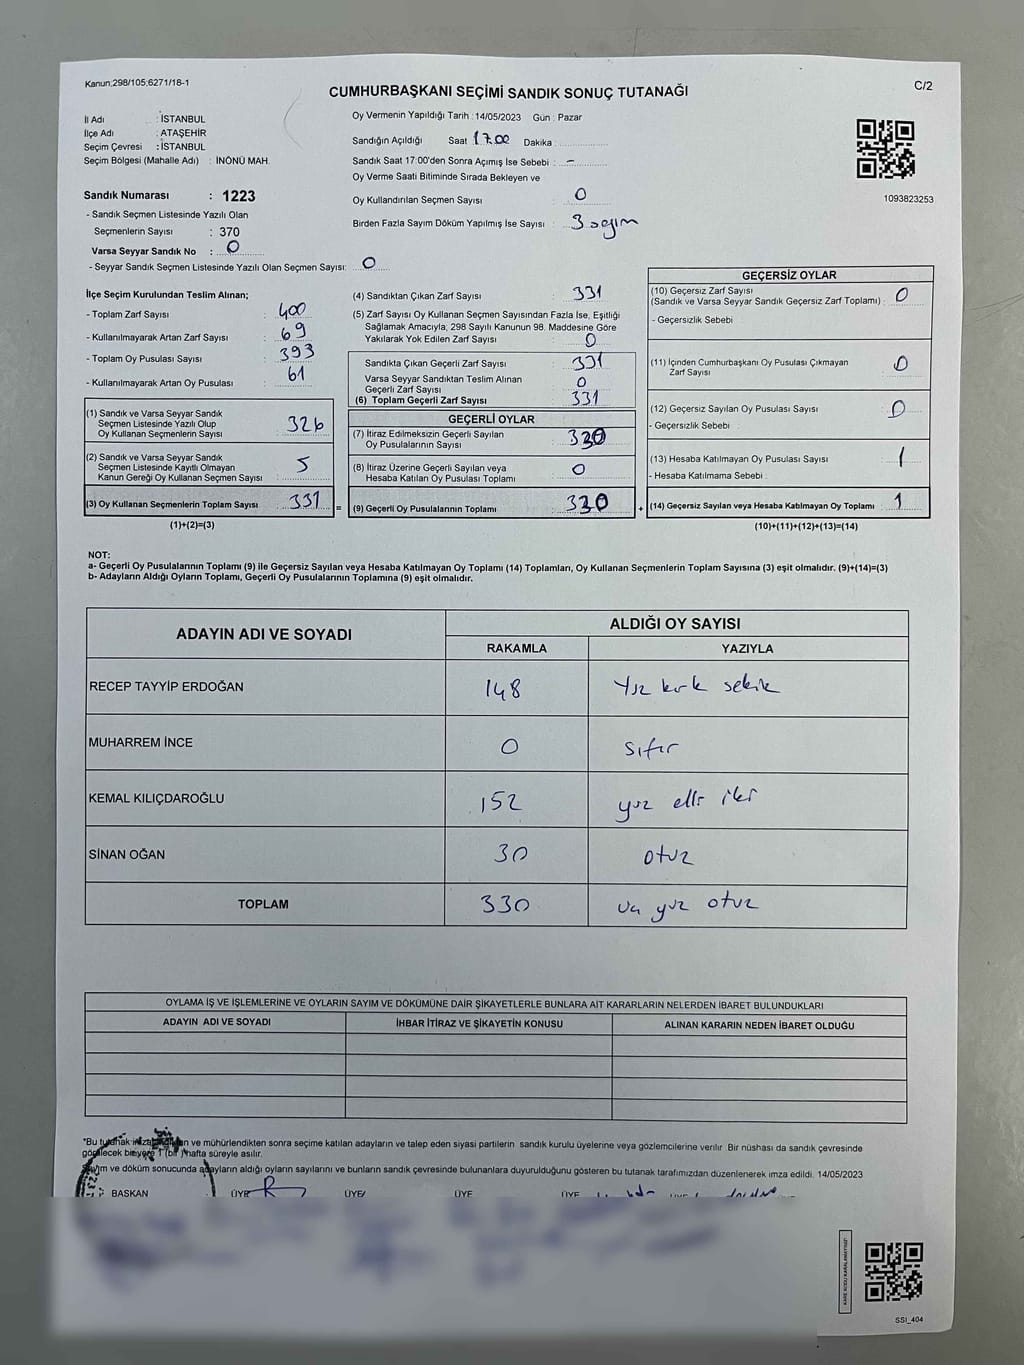 Kanun;298/105;6271/18-1
C/2
CUMHURBAŞKANI SEÇİMİ SANDIK SONUÇ TUTANAĞI
İl Adı : İSTANBUL
İlçe Adı : ATAŞEHİR
Seçim Çevresi : İSTANBUL
Seçim Bölgesi (Mahalle Adı) : İNÖNÜ MAH.
Sandık Numarası : 1223
- Sandık Seçmen Listesinde Yazılı Olan
Seçmenlerin Sayısı : 370
Varsa Seyyar Sandık No : 0
- Seyyar Sandık Seçmen Listesinde Yazılı Olan Seçmen Sayısı: 0
Oy Vermenin Yapıldığı Tarih : 14/05/2023 Gün : Pazar
Sandığın Açıldığı Saat 17.00 Dakika :
Sandık Saat 17:00'den Sonra Açımış İse Sebebi : -
Oy Verme Saati Bitiminde Sırada Bekleyen ve
Oy Kullandırılan Seçmen Sayısı : 0
Birden Fazla Sayım Döküm Yapılmış İse Sayısı : 3 sayım
1093823253
İlçe Seçim Kurulundan Teslim Alınan;
- Toplam Zarf Sayısı : 400
- Kullanılmayarak Artan Zarf Sayısı : 69
- Toplam Oy Pusulası Sayısı : 393
- Kullanılmayarak Artan Oy Pusulası : 61
(1) Sandık ve Varsa Seyyar Sandık
Seçmen Listesinde Yazılı Olup
Oy Kullanan Seçmenlerin Sayısı 326
(2) Sandık ve Varsa Seyyar Sandık
Seçmen Listesinde Kayıtlı Olmayan
Kanun Gereği Oy Kullanan Seçmen Sayısı 5
(3) Oy Kullanan Seçmenlerin Toplam Sayısı 331 =
(1)+(2)=(3)
(4) Sandıktan Çıkan Zarf Sayısı : 331
(5) Zarf Sayısı Oy Kullanan Seçmen Sayısından Fazla İse, Eşitliği
Sağlamak Amacıyla; 298 Sayılı Kanunun 98. Maddesine Göre
Yakılarak Yok Edilen Zarf Sayısı : 0
Sandıkta Çıkan Geçerli Zarf Sayısı : 331
Varsa Seyyar Sandıktan Teslim Alınan
Geçerli Zarf Sayısı : 0
(6) Toplam Geçerli Zarf Sayısı : 331
GEÇERLİ OYLAR
(7) İtiraz Edilmeksizin Geçerli Sayılan
Oy Pusulalarının Sayısı : 330
(8) İtiraz Üzerine Geçerli Sayılan veya
Hesaba Katılan Oy Pusulası Toplamı : 0
(9) Geçerli Oy Pusulalarının Toplamı : 330 +
GEÇERSİZ OYLAR
(10) Geçersiz Zarf Sayısı
(Sandık ve Varsa Seyyar Sandık Geçersiz Zarf Toplamı) : 0
- Geçersizlik Sebebi :
(11) İçinden Cumhurbaşkanı Oy Pusulası Çıkmayan
Zarf Sayısı : 0
(12) Geçersiz Sayılan Oy Pusulası Sayısı : 0
- Geçersizlik Sebebi :
(13) Hesaba Katılmayan Oy Pusulası Sayısı : 1
- Hesaba Katılmama Sebebi :
(14) Geçersiz Sayılan veya Hesaba Katılmayan Oy Toplamı : 1
(10)+(11)+(12)+(13)=(14)
NOT:
a- Geçerli Oy Pusulalarının Toplamı (9) ile Geçersiz Sayılan veya Hesaba Katılmayan Oy Toplamı (14) Toplamları, Oy Kullanan Seçmenlerin Toplam Sayısına (3) eşit olmalıdır. (9)+(14)=(3)
b- Adayların Aldığı Oyların Toplamı, Geçerli Oy Pusulalarının Toplamına (9) eşit olmalıdır.
ADAYIN ADI VE SOYADI ALDIĞI OY SAYISI
RAKAMLA YAZIYLA
RECEP TAYYİP ERDOĞAN 148 Yüz kırk sekiz
MUHARREM İNCE 0 sıfır
KEMAL KILIÇDAROĞLU 152 yüz elli iki
SİNAN OĞAN 30 otuz
TOPLAM 330 üç yüz otuz
OYLAMA İŞ VE İŞLEMLERİNE VE OYLARIN SAYIM VE DÖKÜMÜNE DAİR ŞİKAYETLERLE BUNLARA AİT KARARLARIN NELERDEN İBARET BULUNDUKLARI
ADAYIN ADI VE SOYADI İHBAR İTİRAZ VE ŞİKAYETİN KONUSU ALINAN KARARIN NEDEN İBARET OLDUĞU
*Bu tutanak ve mühürlendikten sonra seçime katılan adayların ve talep eden siyasi partilerin sandık kurulu üyelerine veya gözlemcilerine verilir. Bir nüshası da sandık çevresinde
görülecek bir yere 1 (bir) hafta süreyle asılır.
Sayım ve döküm sonucunda adayların aldığı oyların sayılarını ve bunların sandık çevresinde bulunanlara duyurulduğunu gösteren bu tutanak tarafımızdan düzenlenerek imza edildi. 14/05/2023
BAŞKAN ÜYE ÜYE ÜYE ÜYE
SSI_404